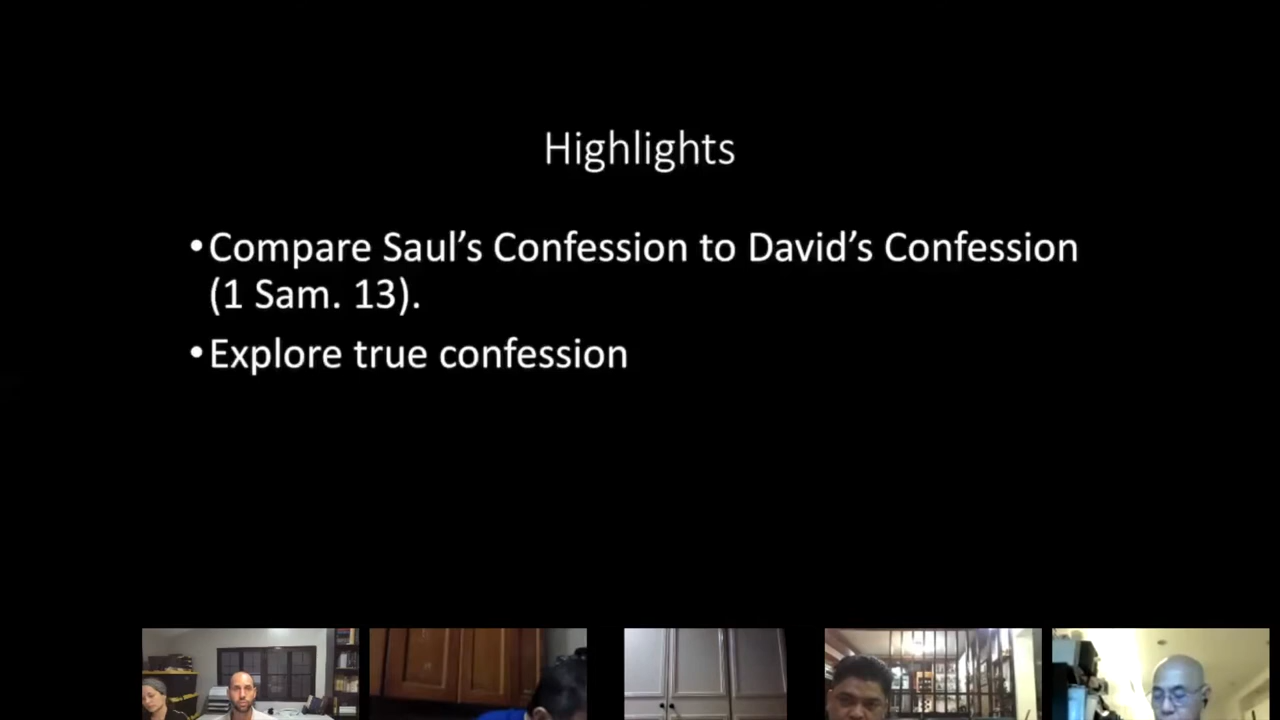 Highlights
•Compare Saul’s Confession to David’s Confession
(1 Sam. 13).
•Explore true confession